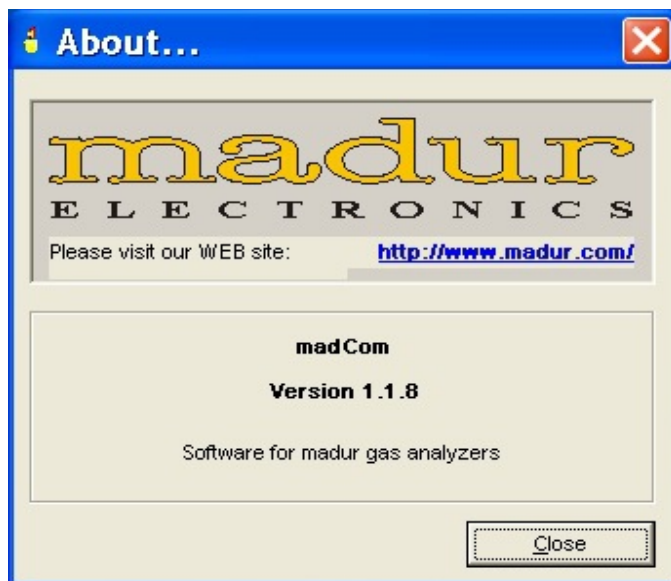 About...
madur
ELECTRONICS
Please visit our WEB site: http://www.madur.com/
madCom
Version 1.1.8
Software for madur gas analyzers
Close